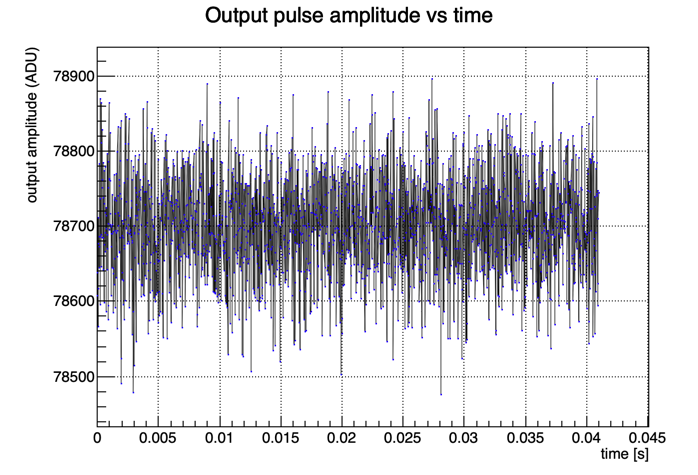 Output pulse amplitude vs time
output amplitude (ADU)
78900
78800
78700
78600
78500
0 0.005 0.01 0.015 0.02 0.025 0.03 0.035 0.04 0.045
time [s]